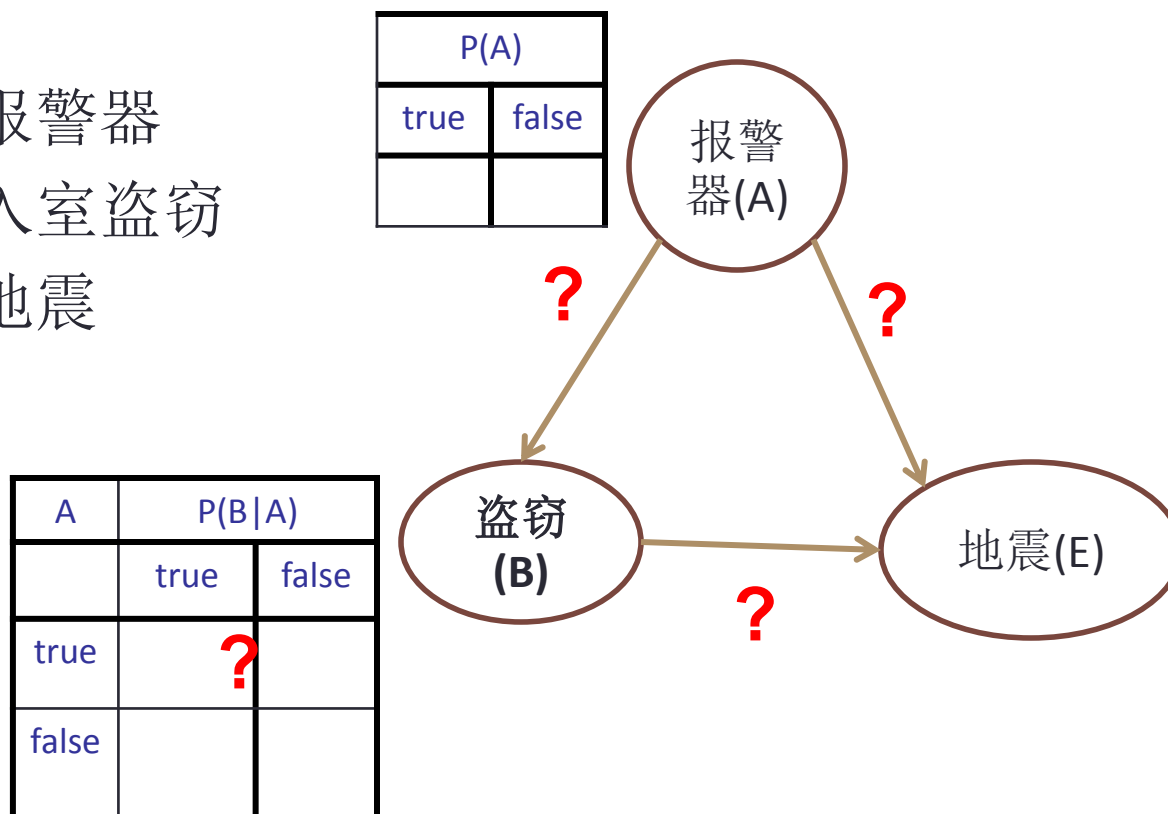 报警器
入室盗窃
地震
P(A)
true false
报警
器(A)
?
?
盗窃
(B)
地震(E)
?
A P(B|A)
true false
true ?
false